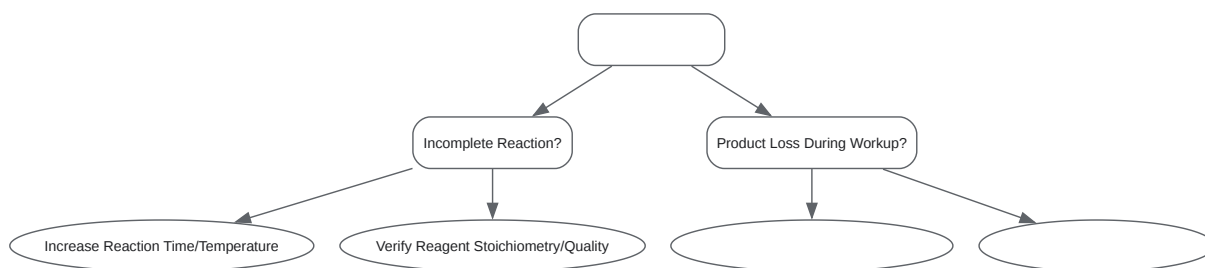 Incomplete Reaction?
Product Loss During Workup?
Increase Reaction Time/Temperature
Verify Reagent Stoichiometry/Quality